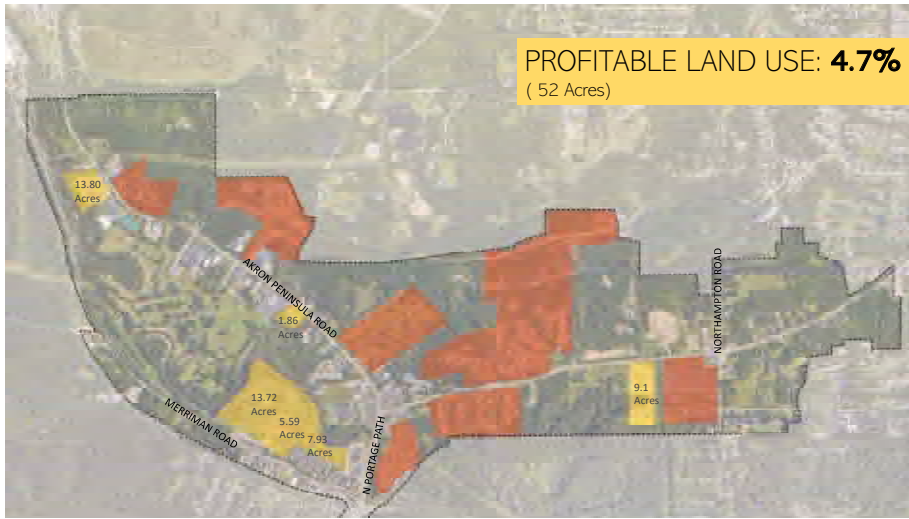 PROFITABLE LAND USE: 4.7%
( 52 Acres)
13.80
Acres
AKRON PENINSULA ROAD
NORTHAMPTON ROAD
1.86
Acres
9.1
Acres
13.72
Acres
5.59
Acres
7.93
Acres
MERRIMAN ROAD
N PORTAGE PATH